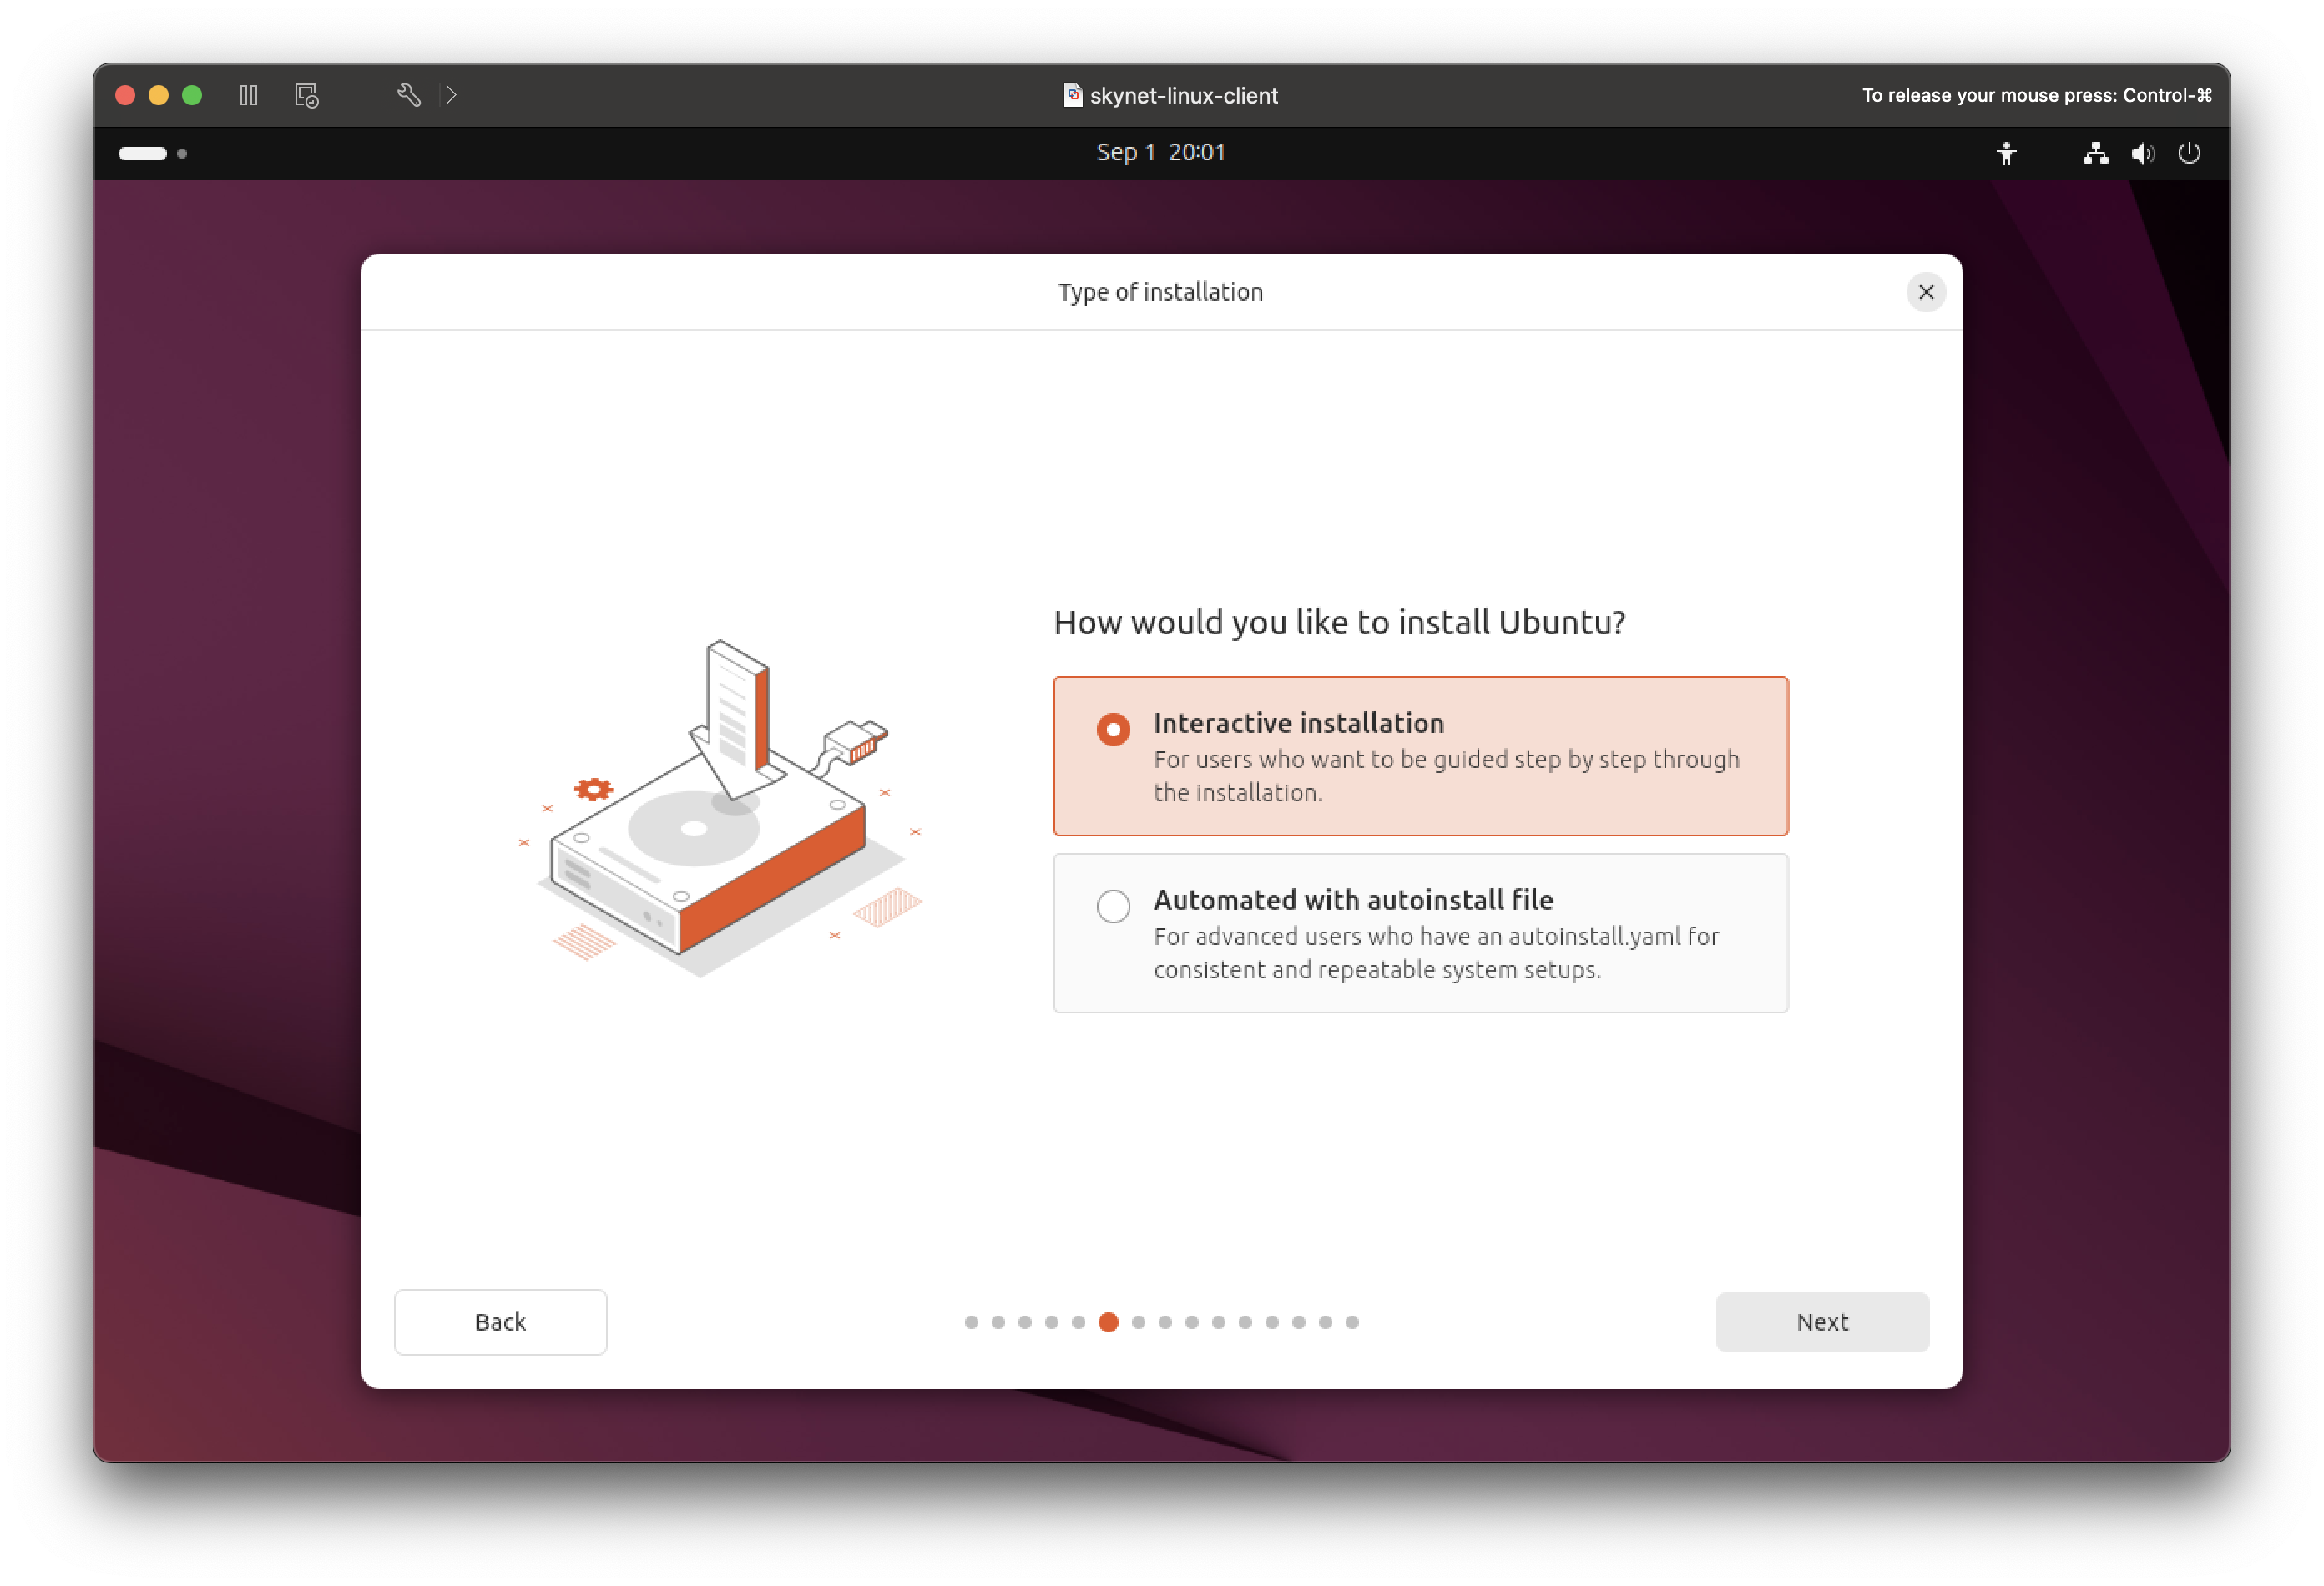 skynet-linux-client
To release your mouse press: Control-⌘
Sep 1 20:01
Type of installation
How would you like to install Ubuntu?
Interactive installation
For users who want to be guided step by step through
the installation.
Automated with autoinstall file
For advanced users who have an autoinstall.yaml for
consistent and repeatable system setups.
Back
Next